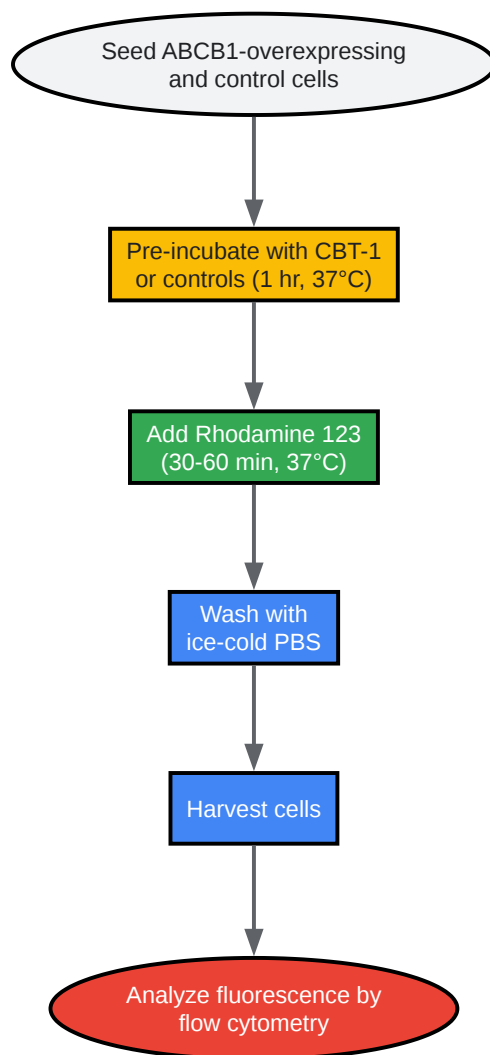 Seed ABCB1-overexpressing
and control cells
Pre-incubate with CBT-1
or controls (1 hr, 37°C)
Add Rhodamine 123
(30-60 min, 37°C)
Wash with
ice-cold PBS
Harvest cells
Analyze fluorescence by
flow cytometry